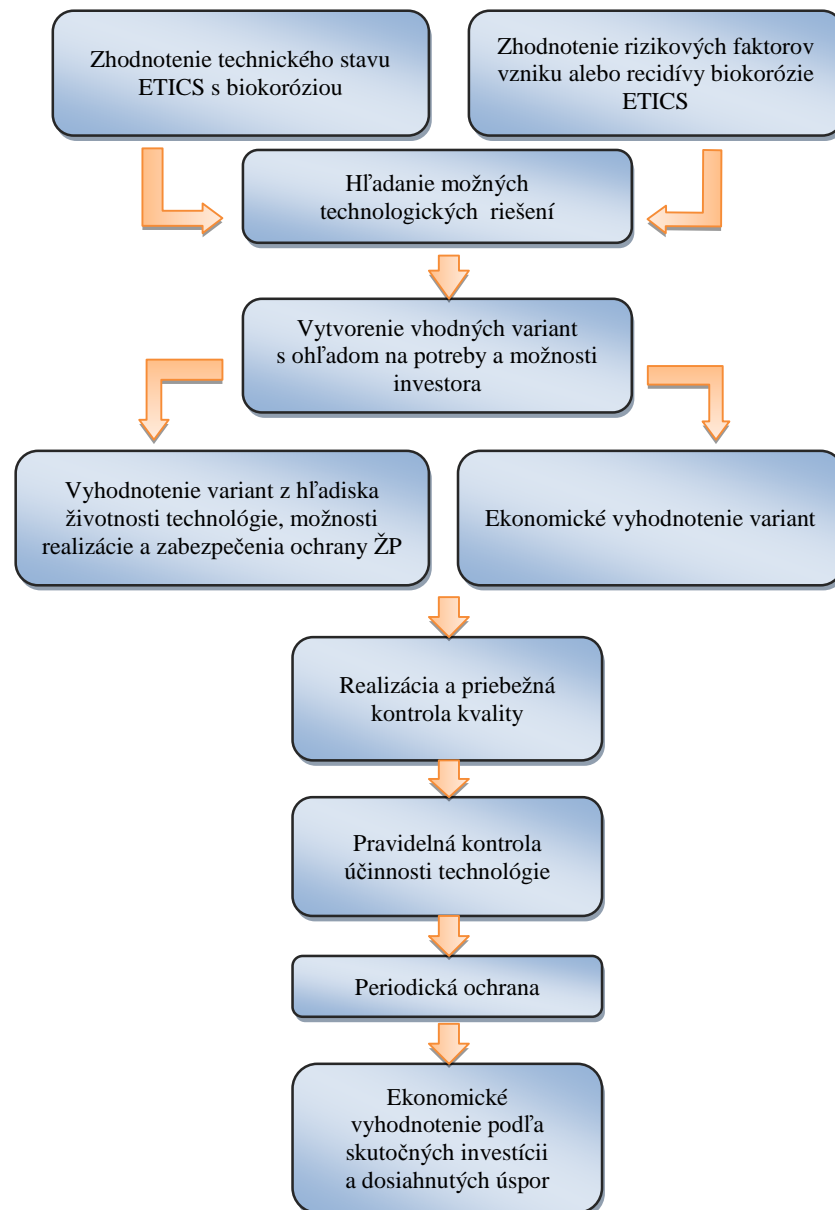 Zhodnotenie technického stavu
ETICS s biokoróziou
Zhodnotenie rizikových faktorov
vzniku alebo recidívy biokorózie
ETICS
Hľadanie možných
technologických riešení
Vytvorenie vhodných variant
s ohľadom na potreby a možnosti
investora
Vyhodnotenie variant z hľadiska
životnosti technológie, možnosti
realizácie a zabezpečenia ochrany ŽP
Ekonomické vyhodnotenie variant
Realizácia a priebežná
kontrola kvality
Pravidelná kontrola
účinnosti technológie
Periodická ochrana
Ekonomické
vyhodnotenie podľa
skutočných investícii
a dosiahnutých úspor